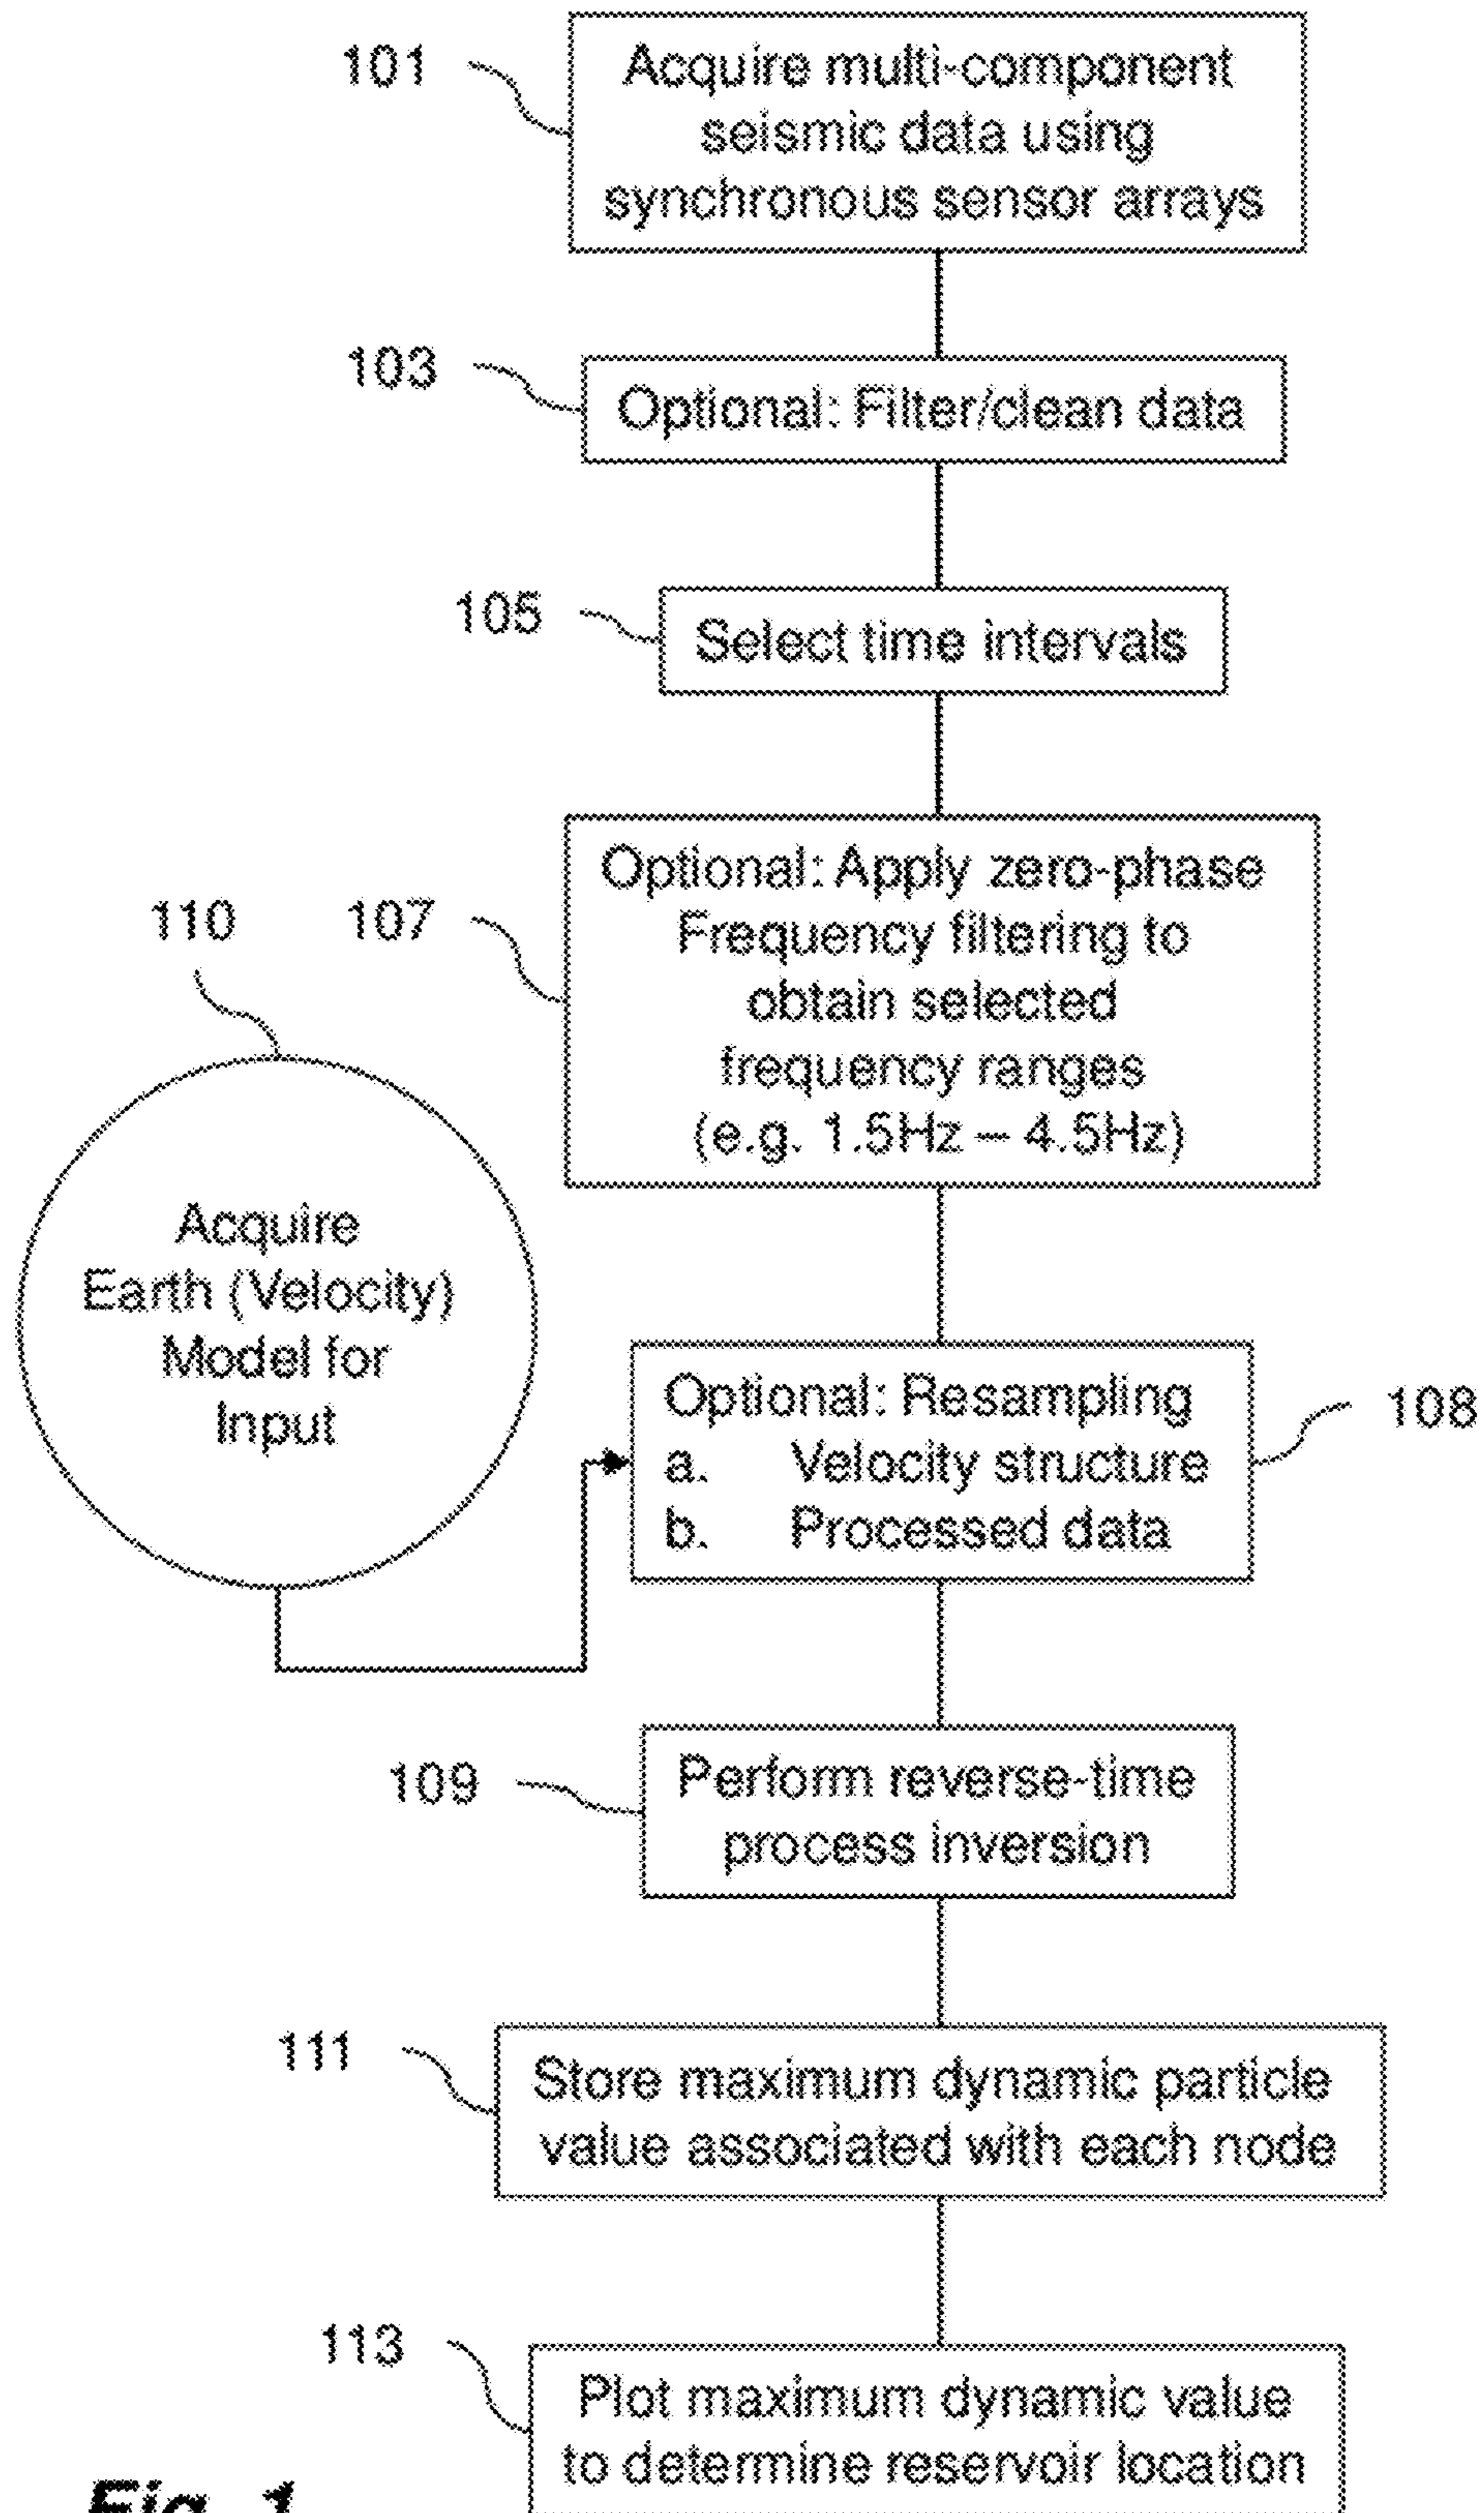 101
Acquire multi-component
seismic data using
synchronous sensor arrays
103
Optional: Filter/clean data
105
Select time intervals
107
Optional: Apply zero-phase
Frequency filtering to
obtain selected
frequency ranges
(e.g. 1.5Hz – 4.5Hz)
110
Acquire
Earth (Velocity)
Model for
Input
108
Optional: Resampling
a. Velocity structure
b. Processed data
109
Perform reverse-time
process inversion
111
Store maximum dynamic particle
value associated with each node
113
Plot maximum dynamic value
to determine reservoir location
Fig. 1